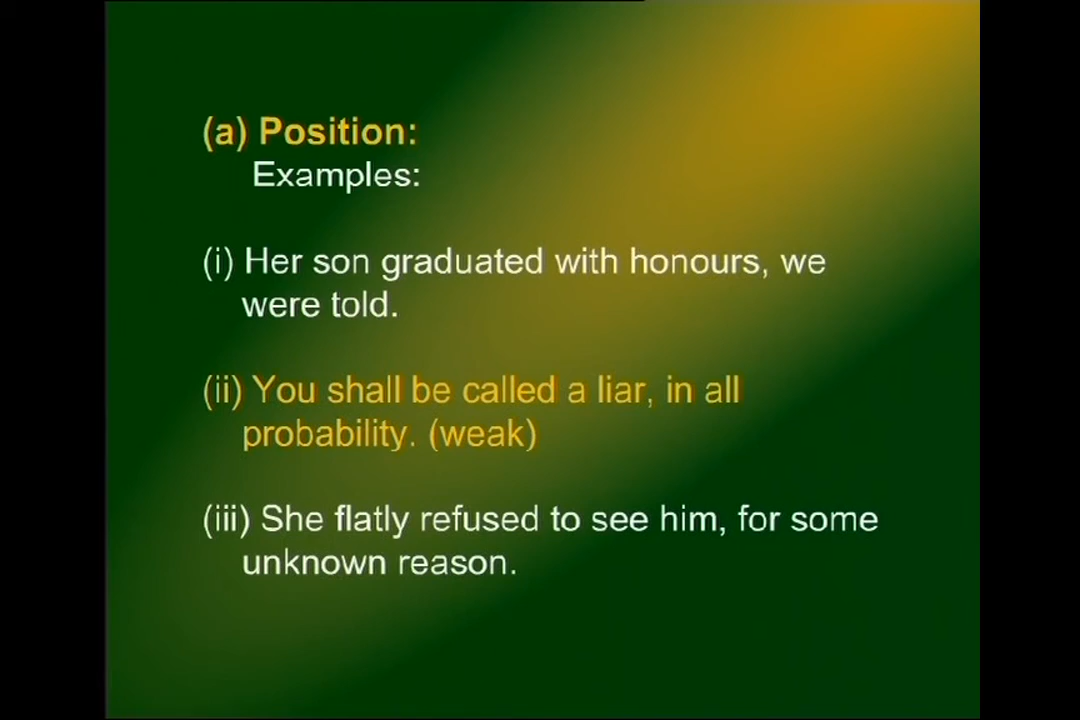 (a) Position:
Examples:
(i) Her son graduated with honours, we
were told.
(ii) You shall be called a liar, in all
probability. (weak)
(iii) She flatly refused to see him, for some
unknown reason.